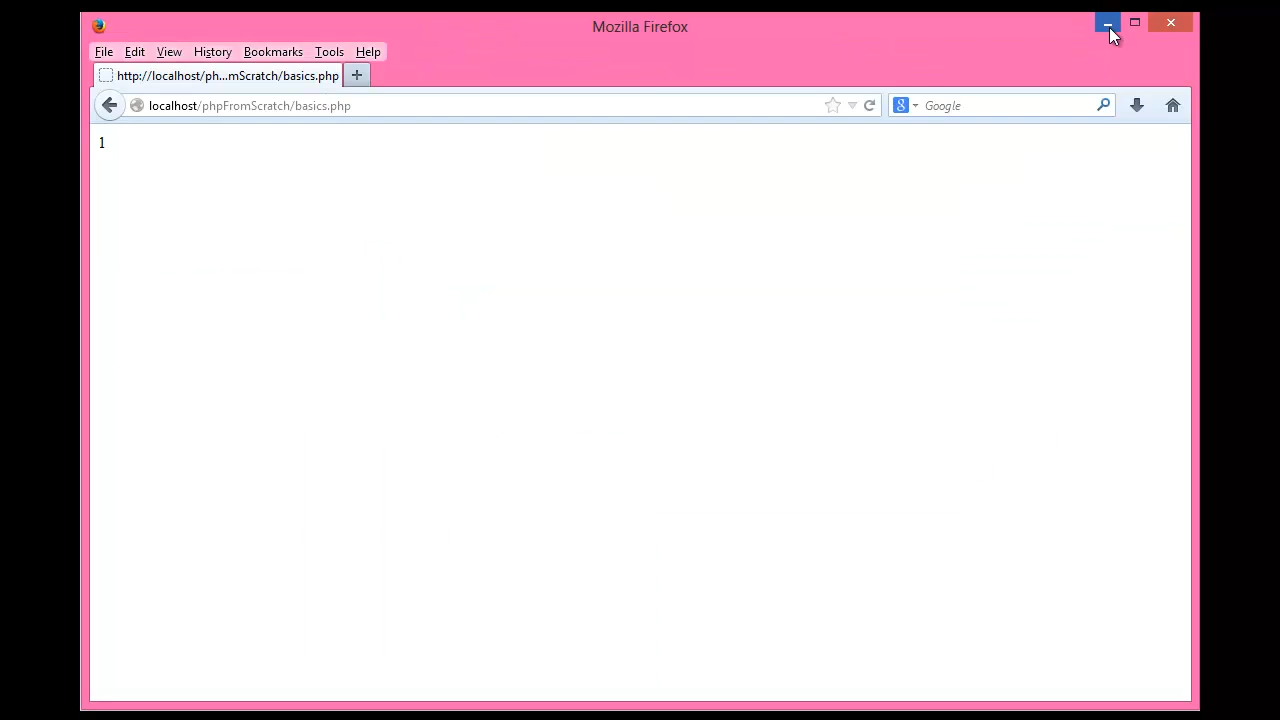 Mozilla Firefox
File Edit View History Bookmarks Tools Help
http://localhost/ph...mScratch/basics.php
localhost/phpFromScratch/basics.php
Google
1